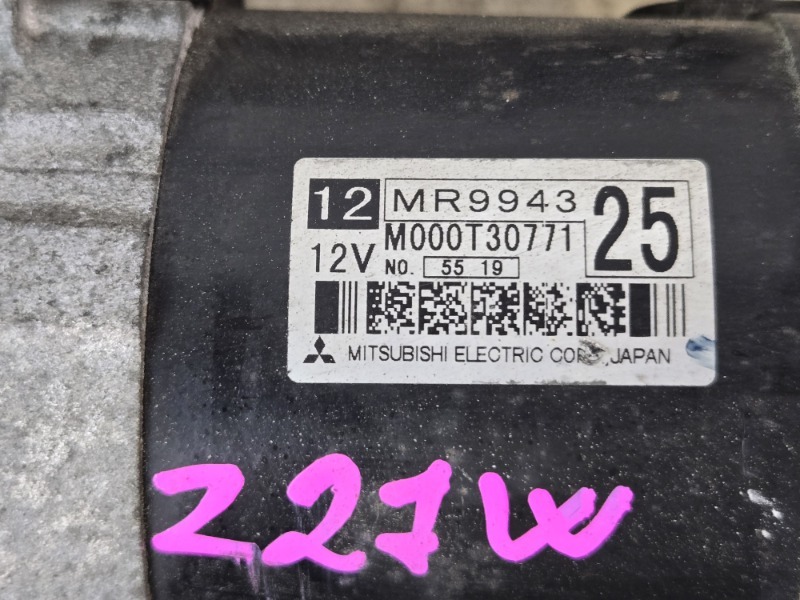 12 MR9943 25
12V M000T30771
NO. 55 19
MITSUBISHI ELECTRIC CORP., JAPAN
Z27W